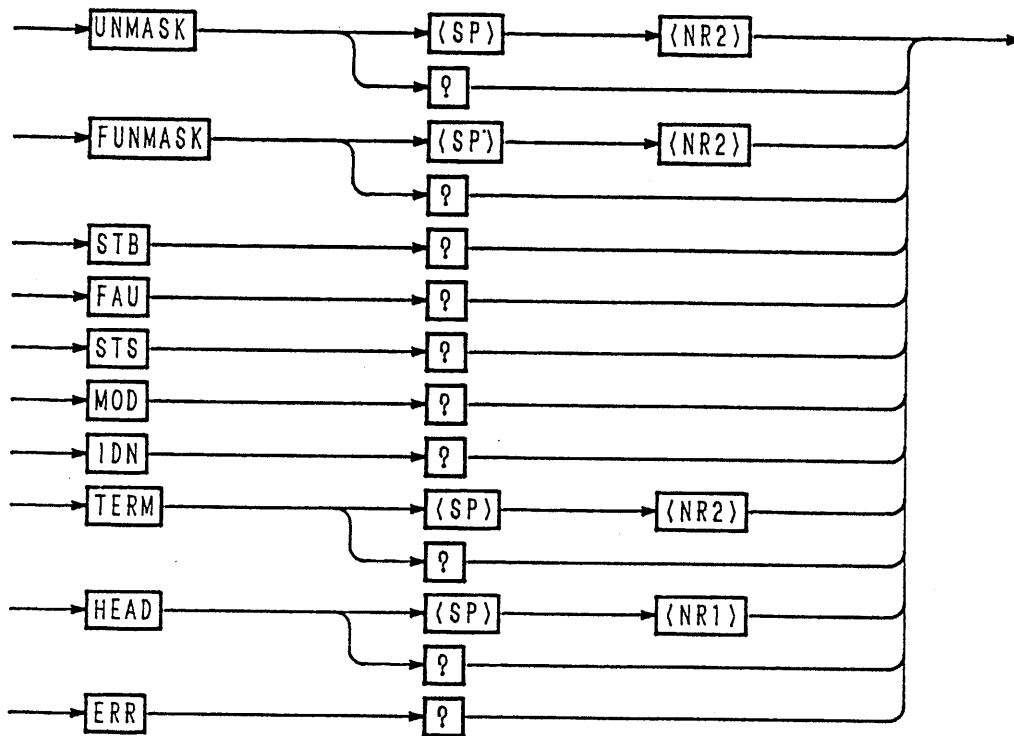 UNMASK ⟨SP⟩ ⟨NR2⟩
?
FUNMASK ⟨SP⟩ ⟨NR2⟩
?
STB ?
FAU ?
STS ?
MOD ?
IDN ?
TERM ⟨SP⟩ ⟨NR2⟩
?
HEAD ⟨SP⟩ ⟨NR1⟩
?
ERR ?